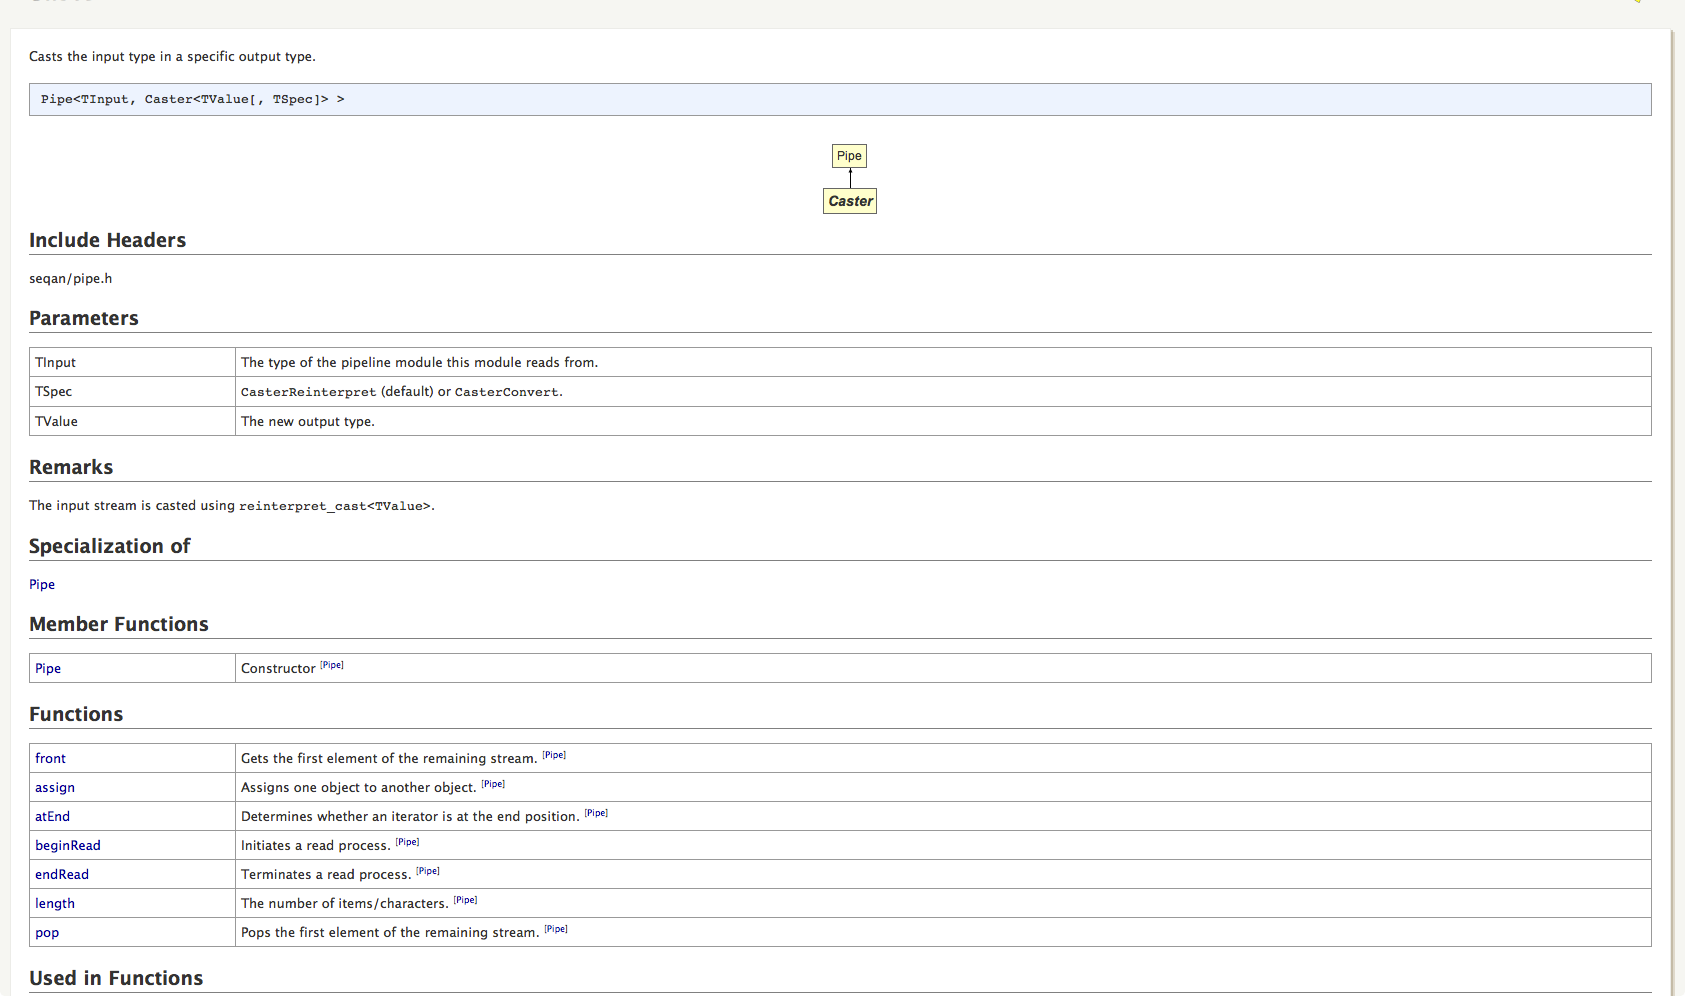 Casts the input type in a specific output type.
Pipe<TInput, Caster<TValue[, TSpec]> >
Pipe
Caster
Include Headers
seqan/pipe.h
Parameters
TInput The type of the pipeline module this module reads from.
TSpec CasterReinterpret (default) or CasterConvert.
TValue The new output type.
Remarks
The input stream is casted using reinterpret_cast<TValue>.
Specialization of
Pipe
Member Functions
Pipe Constructor [Pipe]
Functions
front Gets the first element of the remaining stream. [Pipe]
assign Assigns one object to another object. [Pipe]
atEnd Determines whether an iterator is at the end position. [Pipe]
beginRead Initiates a read process. [Pipe]
endRead Terminates a read process. [Pipe]
length The number of items/characters. [Pipe]
pop Pops the first element of the remaining stream. [Pipe]
Used in Functions